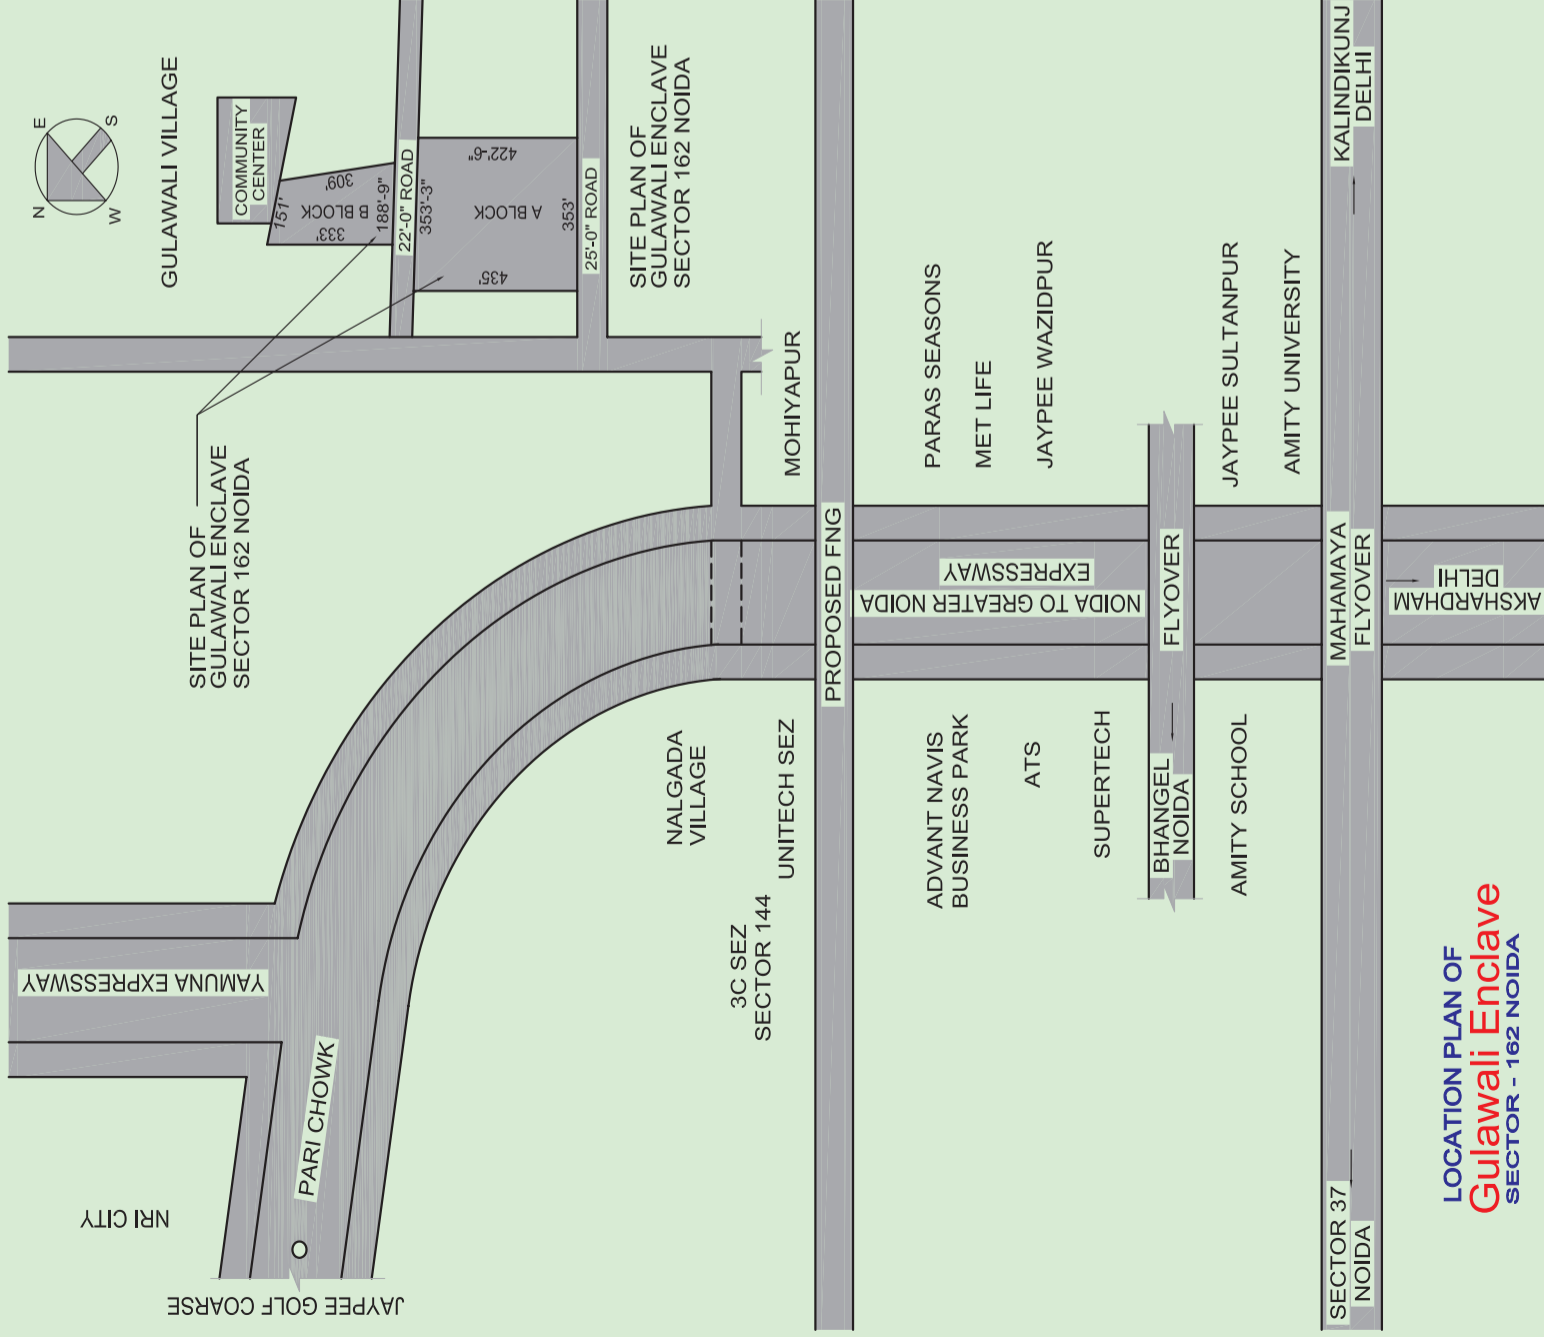 LOCATION PLAN OF
Gulawali Enclave
SECTOR - 162 NOIDA
N
E
S
W
GULAWALI VILLAGE
COMMUNITY
CENTER
151'
309'
B BLOCK
333'
188'-9"
22'-0" ROAD
353'-3"
422'-6"
A BLOCK
435'
353'
25'-0" ROAD
SITE PLAN OF
GULAWALI ENCLAVE
SECTOR 162 NOIDA
SITE PLAN OF
GULAWALI ENCLAVE
SECTOR 162 NOIDA
MOHIYAPUR
PROPOSED FNG
PARAS SEASONS
MET LIFE
JAYPEE WAZIDPUR
NOIDA TO GREATER NOIDA
EXPRESSWAY
FLYOVER
JAYPEE SULTANPUR
AMITY UNIVERSITY
KALINDIKUNJ
DELHI
MAHAMAYA
FLYOVER
AKSHARDHAM
DELHI
NALGADA
VILLAGE
UNITECH SEZ
3C SEZ
SECTOR 144
ADVANT NAVIS
BUSINESS PARK
ATS
SUPERTECH
BHANGEL
NOIDA
AMITY SCHOOL
SECTOR 37
NOIDA
YAMUNA EXPRESSWAY
PARI CHOWK
NRI CITY
JAYPEE GOLF COARSE